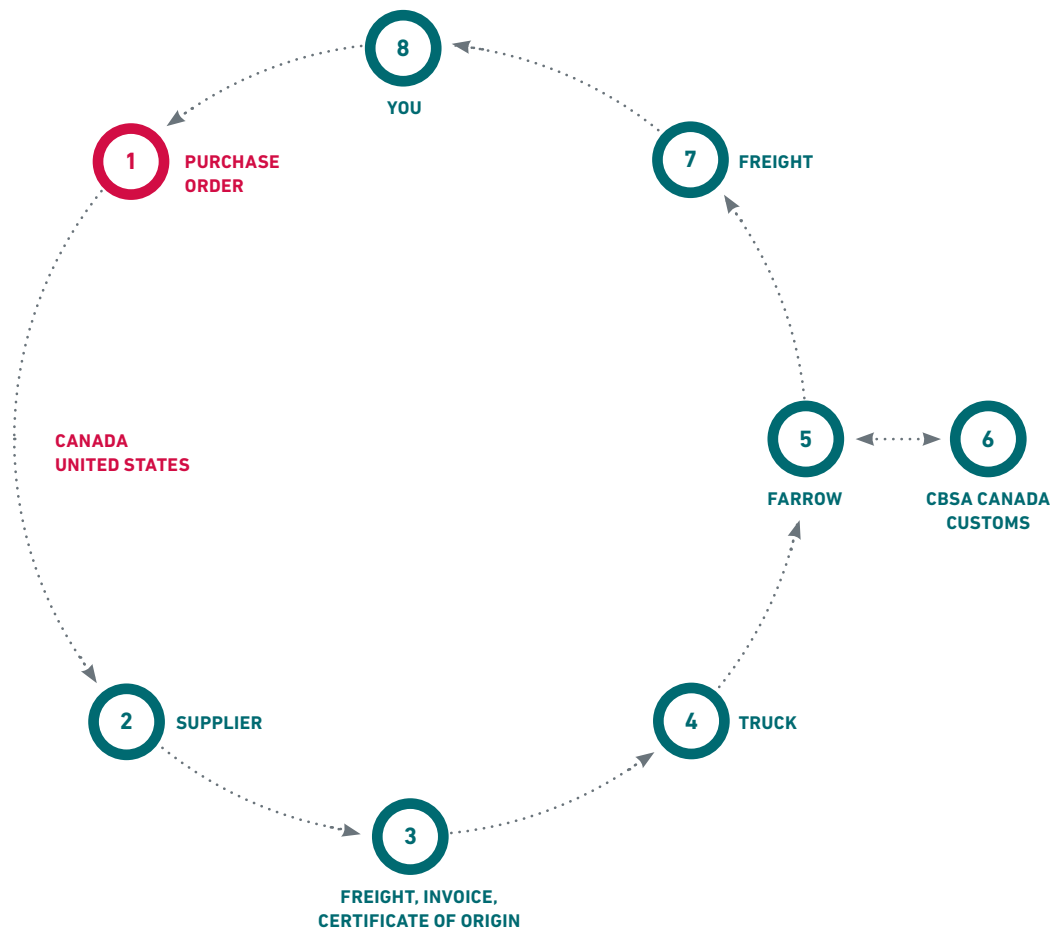 8
YOU
1
PURCHASE
ORDER
7
FREIGHT
CANADA
UNITED STATES
5
FARROW
6
CBSA CANADA
CUSTOMS
2
SUPPLIER
4
TRUCK
3
FREIGHT, INVOICE,
CERTIFICATE OF ORIGIN